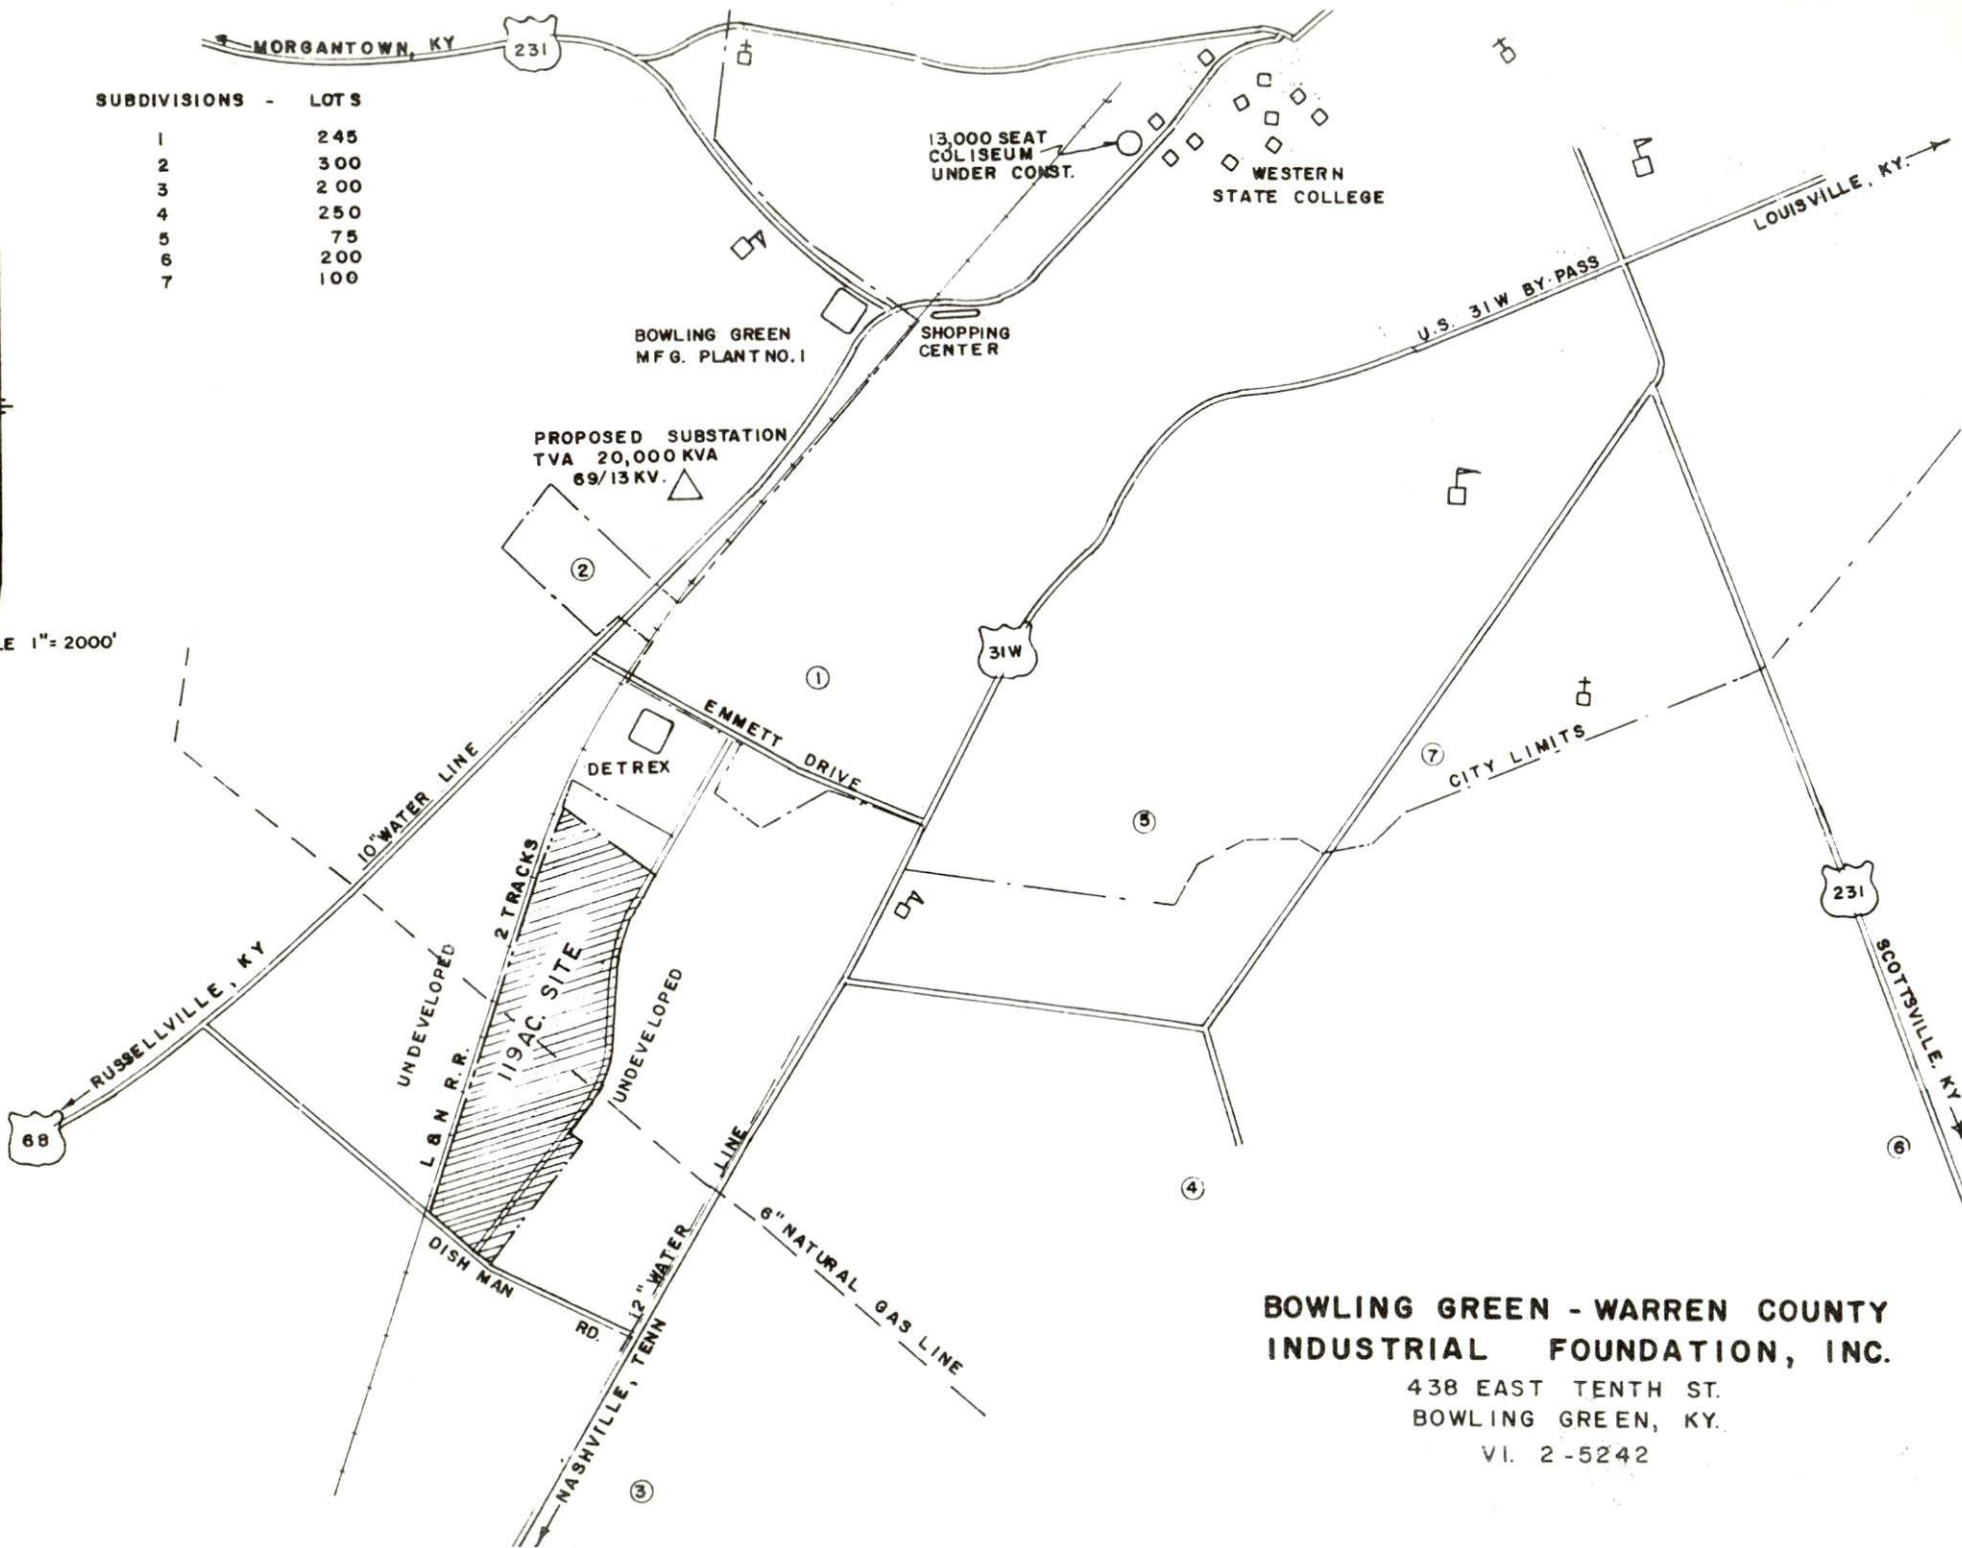 MORGANTOWN, KY
231
SUBDIVISIONS - LOTS
1 245
2 300
3 200
4 250
5 75
6 200
7 100
13,000 SEAT
COLISEUM
UNDER CONST.
WESTERN
STATE COLLEGE
LOUISVILLE, KY.
U.S. 31W BY-PASS
BOWLING GREEN
MFG. PLANT NO. 1
SHOPPING
CENTER
PROPOSED SUBSTATION
TVA 20,000 KVA
69/13 KV.
2
E 1"= 2000'
31W
1
EMMETT DRIVE
DETREX
10" WATER LINE
7
CITY LIMITS
5
231
SCOTTSVILLE, KY
2 TRACKS
L & N R.R.
UNDEVELOPED
119 AC. SITE
UNDEVELOPED
RUSSELLVILLE, KY
68
6
4
DISHMAN RD.
12" WATER LINE
6" NATURAL GAS LINE
NASHVILLE, TENN
3
BOWLING GREEN - WARREN COUNTY
INDUSTRIAL FOUNDATION, INC.
438 EAST TENTH ST.
BOWLING GREEN, KY.
VI. 2-5242